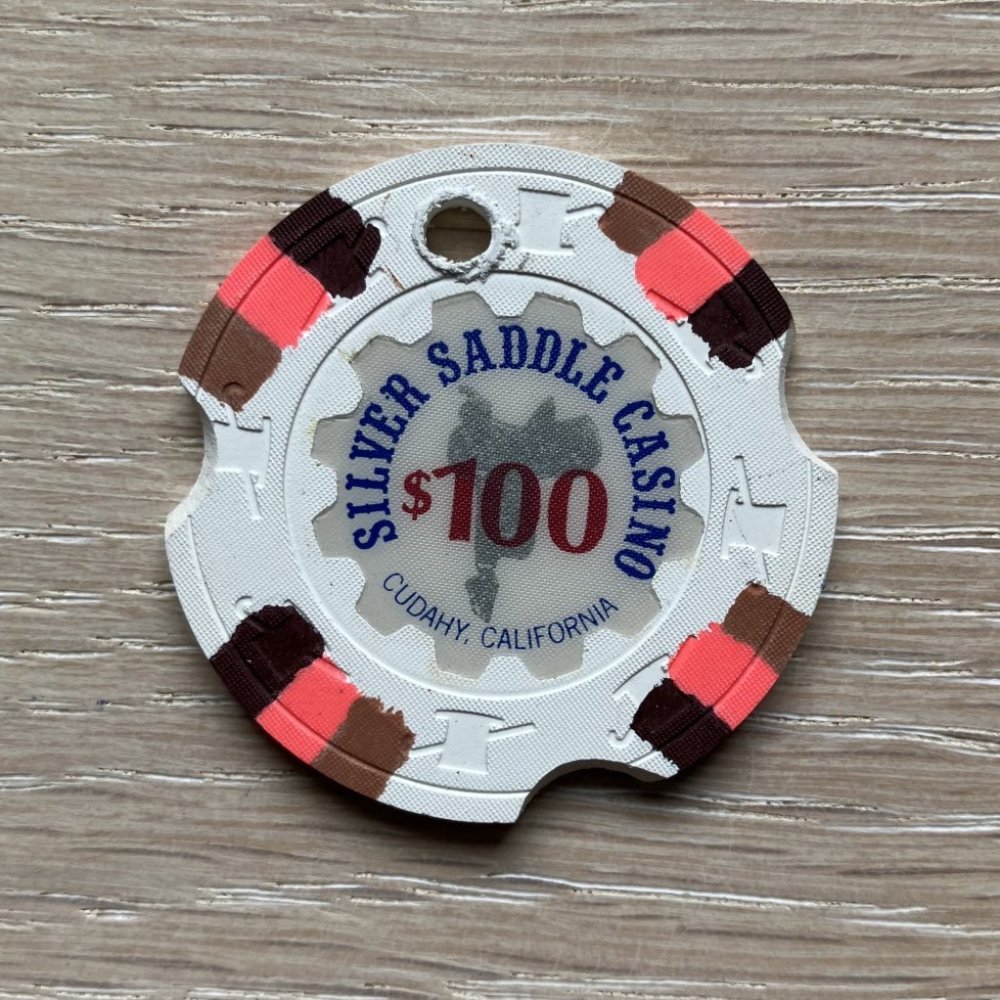 SILVER SADDLE CASINO
$100
CUDAHY, CALIFORNIA